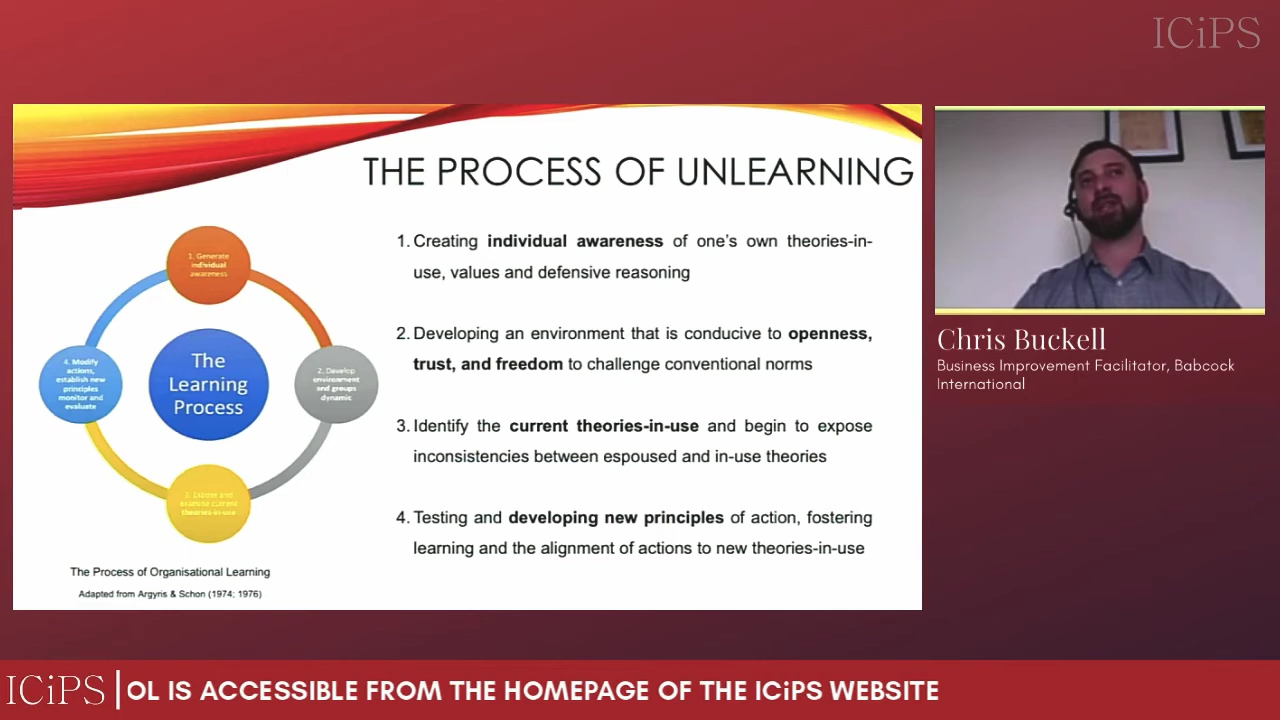 ICiPS
THE PROCESS OF UNLEARNING
1. Creating individual awareness of one's own theories-in-
use, values and defensive reasoning
2. Developing an environment that is conducive to openness,
trust, and freedom to challenge conventional norms
3. Identify the current theories-in-use and begin to expose
inconsistencies between espoused and in-use theories
4. Testing and developing new principles of action, fostering
learning and the alignment of actions to new theories-in-use
1. Generate
individual
awareness
The
Learning
Process
4. Modify
actions,
establish new
principles
monitor and
evaluate
2. Develop
environment
and groups
dynamic
3.
current
theories-in-use
The Process of Organisational Learning
Adapted from Argyris & Schon (1974; 1976)
Chris Buckell
Business Improvement Facilitator, Babcock
International
ICiPS OL IS ACCESSIBLE FROM THE HOMEPAGE OF THE ICiPS WEBSITE